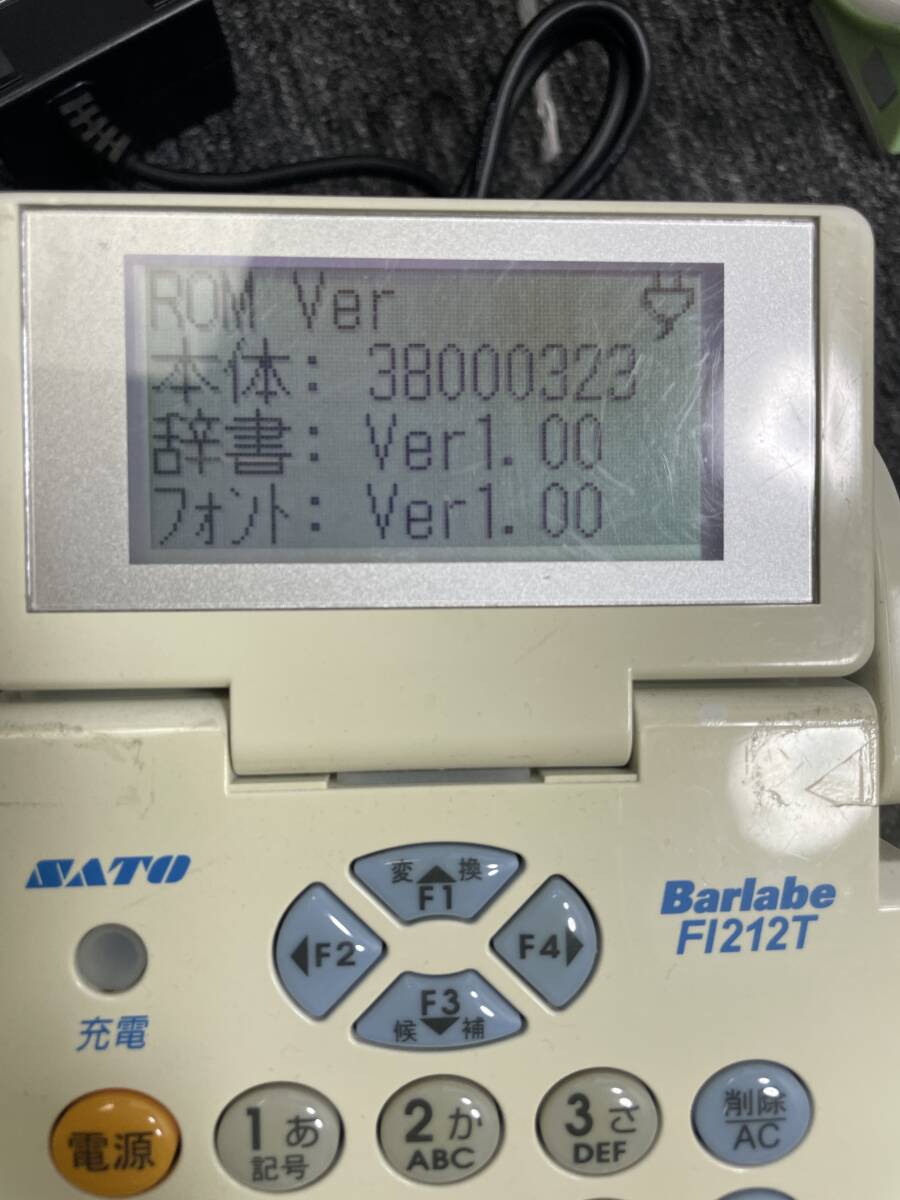 ROM Ver
本体: 3B000323
辞書: Ver1.00
フォント: Ver1.00
SATO
Barlabe
FI212T
変換
F1
F2
F4
F3
候補
充電
電源
1 あ
記号
2 か
ABC
3 さ
DEF
削除
AC